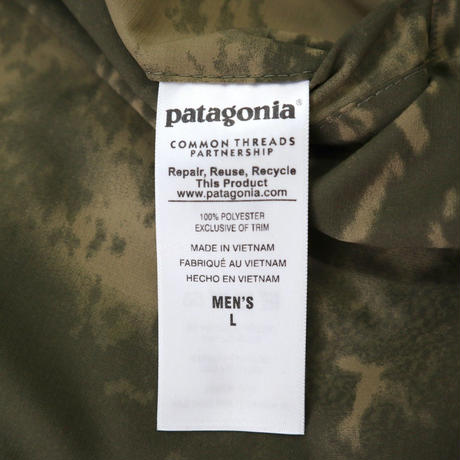 patagonia®
COMMON THREADS
PARTNERSHIP
Repair, Reuse, Recycle
This Product
www.patagonia.com
100% POLYESTER
EXCLUSIVE OF TRIM
MADE IN VIETNAM
FABRIQUÉ AU VIETNAM
HECHO EN VIETNAM
MEN'S
L